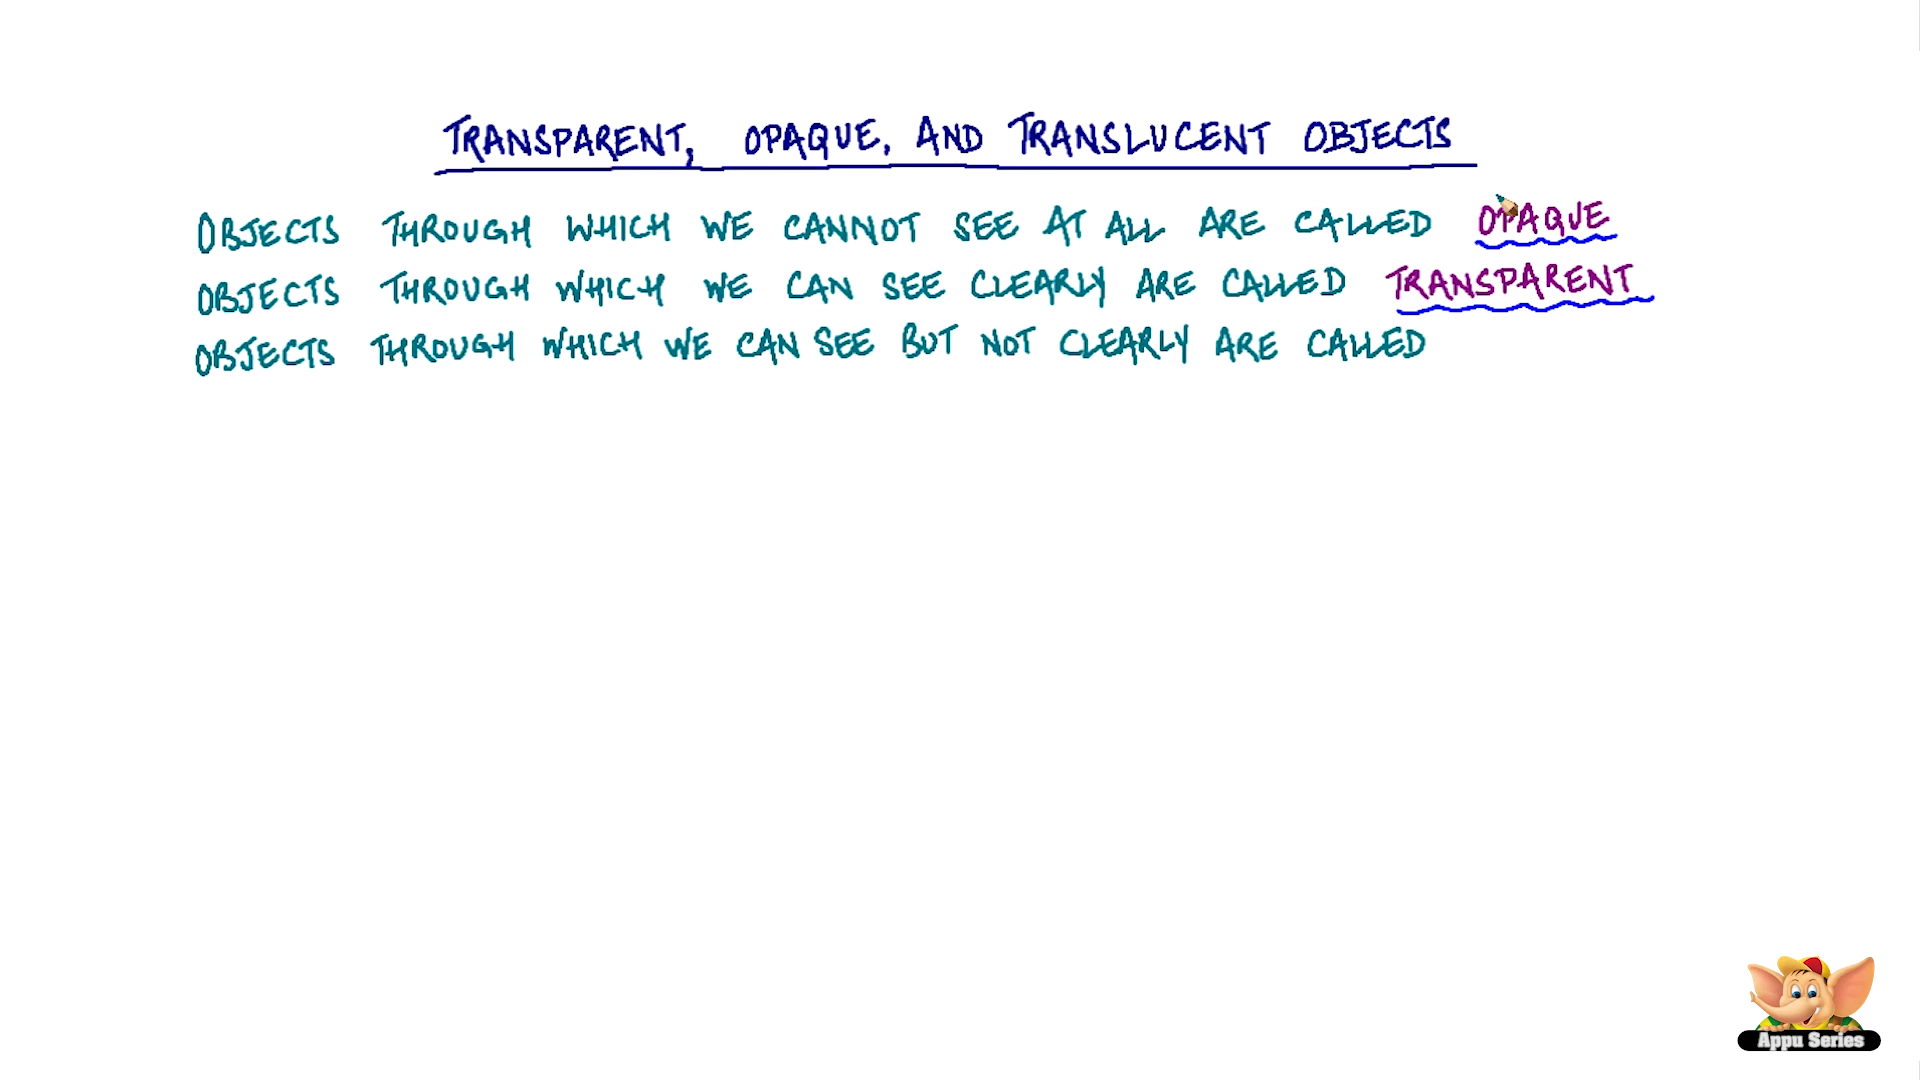 TRANSPARENT, OPAQUE, AND TRANSLUCENT OBJECTS
OBJECTS THROUGH WHICH WE CANNOT SEE AT ALL ARE CALLED OPAQUE
OBJECTS THROUGH WHICH WE CAN SEE CLEARLY ARE CALLED TRANSPARENT
OBJECTS THROUGH WHICH WE CAN SEE BUT NOT CLEARLY ARE CALLED
Appu Series